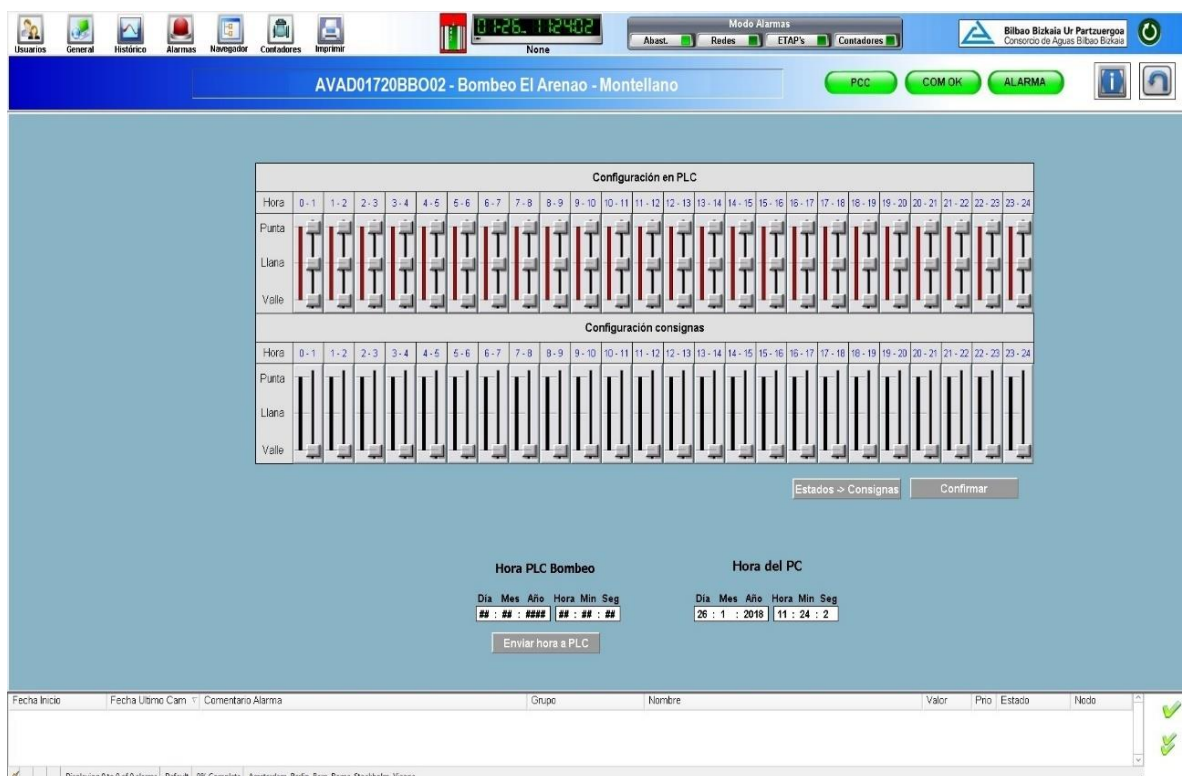 Usuarios General Histórico Alarmas Navegador Contadores Imprimir
01-26. 112402
None
Modo Alarmas
Abast. Redes ETAP's Contadores
Bilbao Bizkaia Ur Partzuergoa
Consorcio de Aguas Bilbao Bizkaia
AVAD01720BBO02 - Bombeo El Arenao - Montellano
PCC COM OK ALARMA
Configuración en PLC
Hora 0 - 1 1 - 2 2 - 3 3 - 4 4 - 5 5 - 6 6 - 7 7 - 8 8 - 9 9 - 10 10 - 11 11 - 12 12 - 13 13 - 14 14 - 15 15 - 16 16 - 17 17 - 18 18 - 19 19 - 20 20 - 21 21 - 22 22 - 23 23 - 24
Punta
Llana
Valle
Configuración consignas
Hora 0 - 1 1 - 2 2 - 3 3 - 4 4 - 5 5 - 6 6 - 7 7 - 8 8 - 9 9 - 10 10 - 11 11 - 12 12 - 13 13 - 14 14 - 15 15 - 16 16 - 17 17 - 18 18 - 19 19 - 20 20 - 21 21 - 22 22 - 23 23 - 24
Punta
Llana
Valle
Estados -> Consignas Confirmar
Hora PLC Bombeo Hora del PC
Día Mes Año Hora Min Seg Día Mes Año Hora Min Seg
## : ## : #### ## : ## : ## 26 : 1 : 2018 11 : 24 : 2
Enviar hora a PLC
Fecha Inicio Fecha Ultimo Cam Comentario Alarma Grupo Nombre Valor Prio Estado Nodo
Default Complete